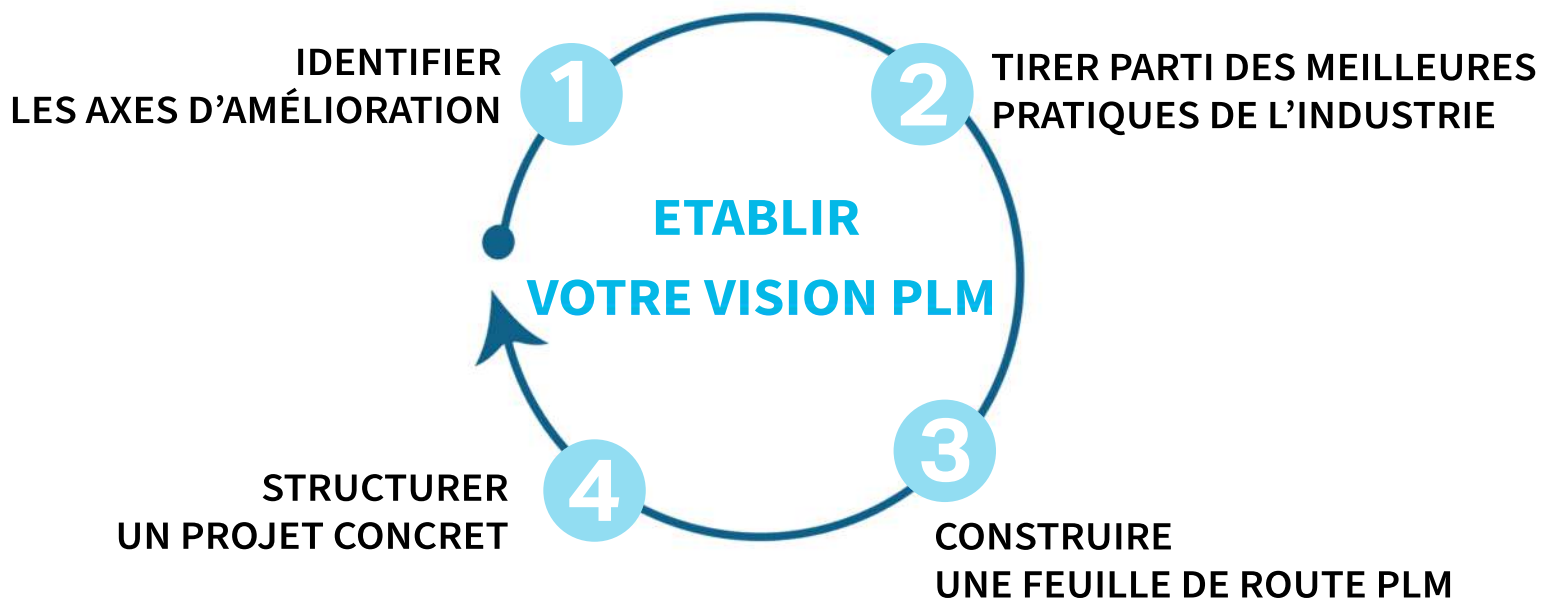 1
IDENTIFIER
LES AXES D’AMÉLIORATION
2
TIRER PARTI DES MEILLEURES
PRATIQUES DE L’INDUSTRIE
ETABLIR
VOTRE VISION PLM
3
CONSTRUIRE
UNE FEUILLE DE ROUTE PLM
4
STRUCTURER
UN PROJET CONCRET